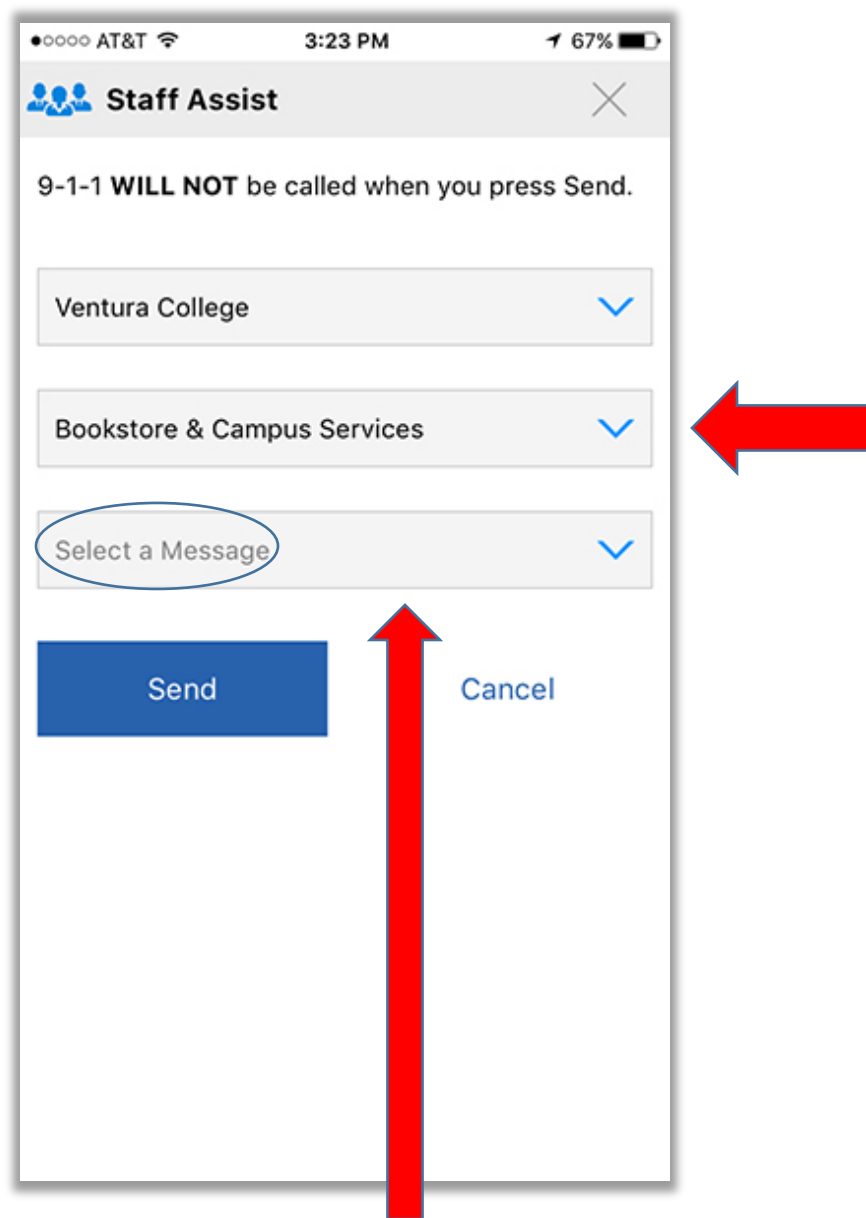 ●○○○○ AT&T 3:23 PM 67%
Staff Assist
9-1-1 WILL NOT be called when you press Send.
Ventura College
Bookstore & Campus Services
Select a Message
Send Cancel